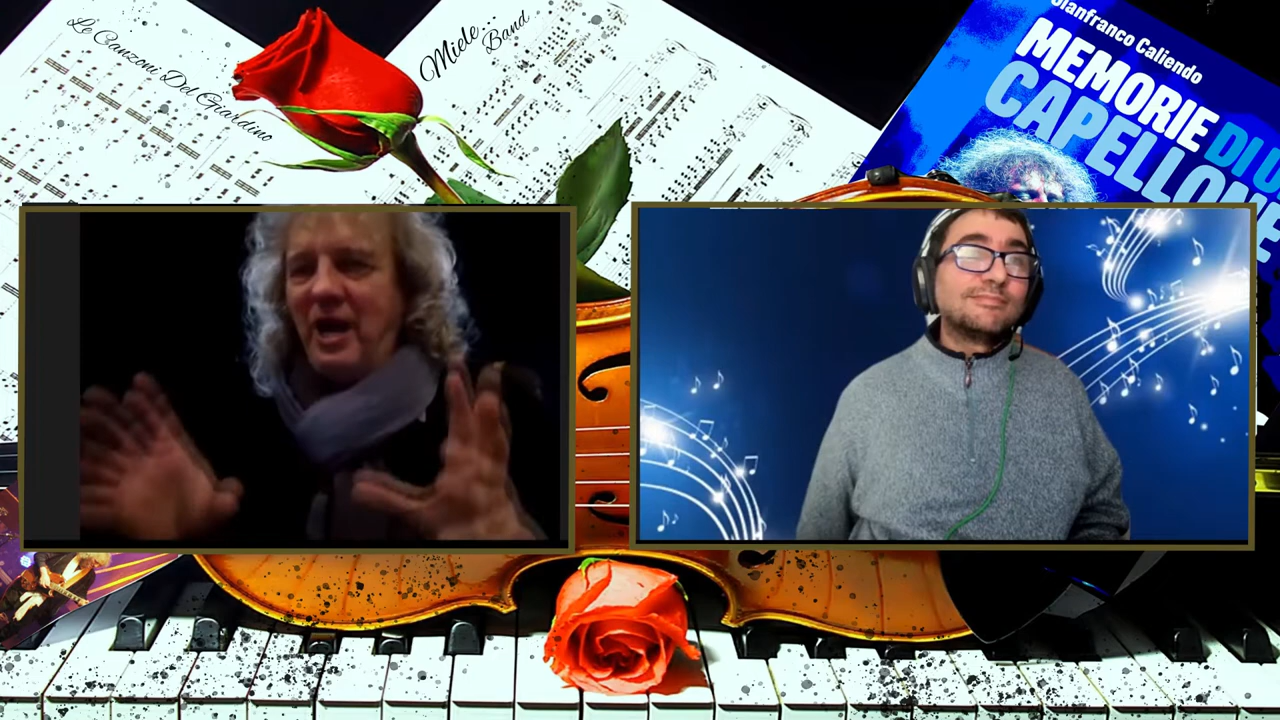 Le Canzoni Del Giardino
Miele...
Band
Gianfranco Caliendo
MEMORIE DI U
CAPELLONE